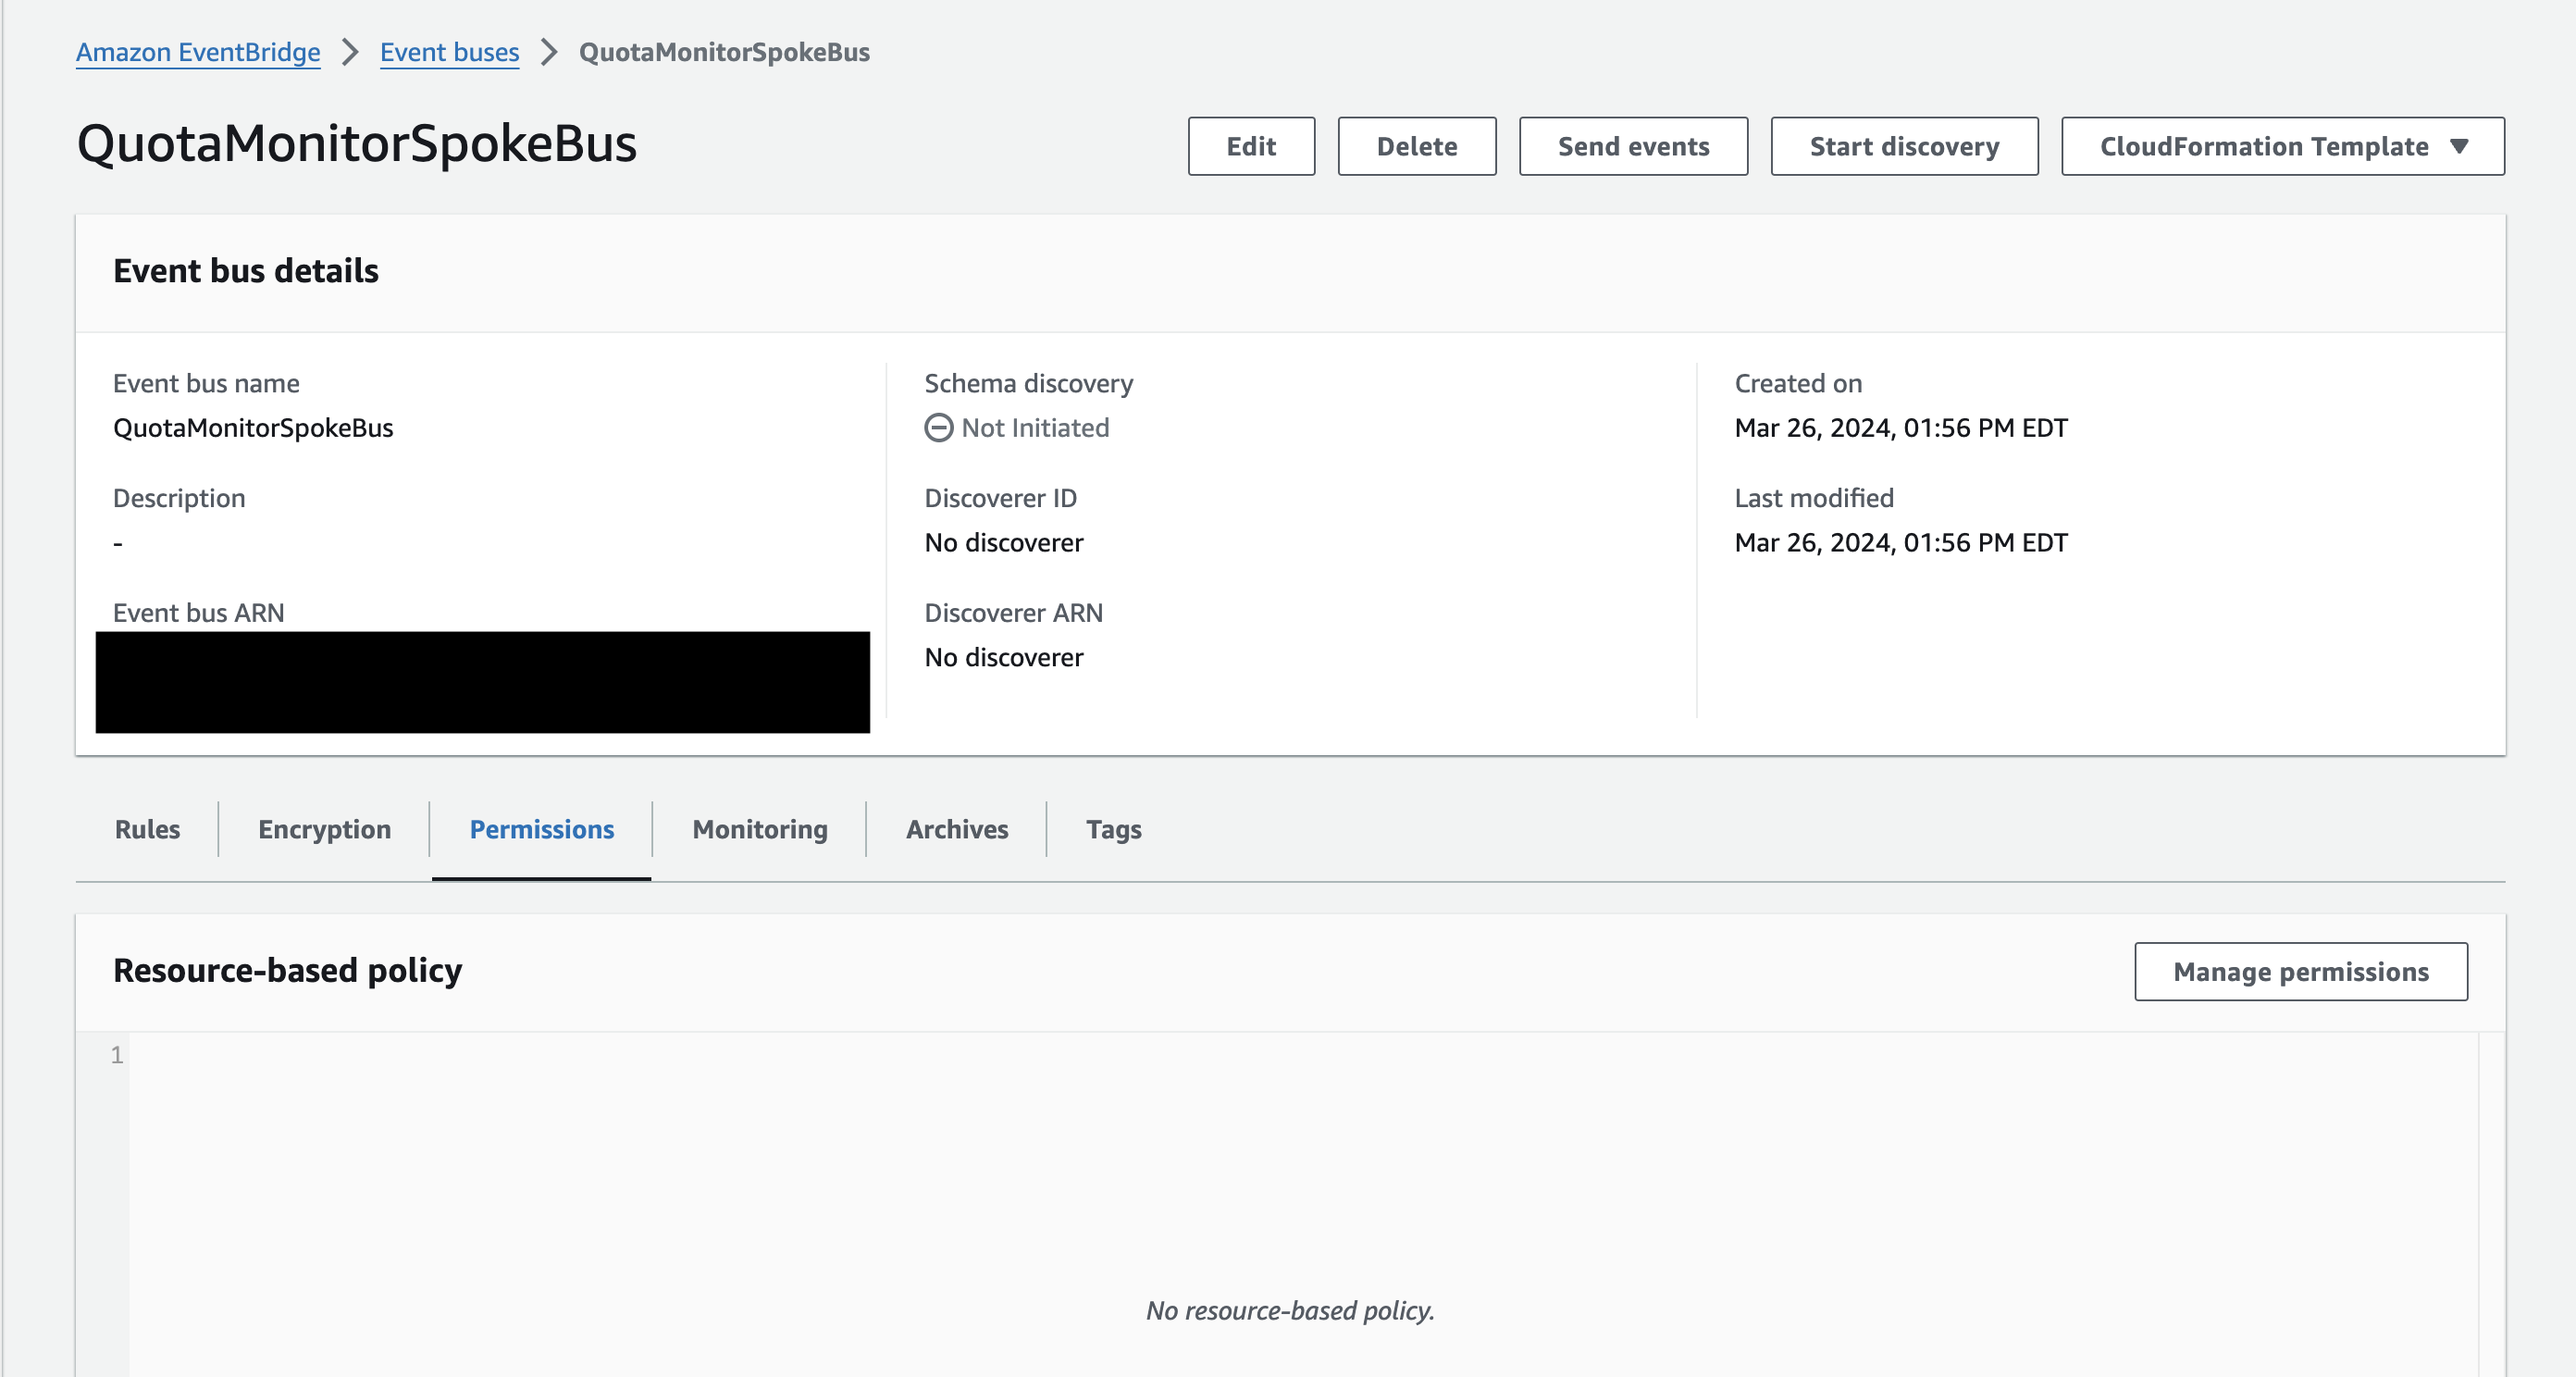 Amazon EventBridge > Event buses > QuotaMonitorSpokeBus
QuotaMonitorSpokeBus
Edit
Delete
Send events
Start discovery
CloudFormation Template
Event bus details
Event bus name
QuotaMonitorSpokeBus
Description
-
Event bus ARN
Schema discovery
Not Initiated
Discoverer ID
No discoverer
Discoverer ARN
No discoverer
Created on
Mar 26, 2024, 01:56 PM EDT
Last modified
Mar 26, 2024, 01:56 PM EDT
Rules
Encryption
Permissions
Monitoring
Archives
Tags
Resource-based policy
Manage permissions
1
No resource-based policy.